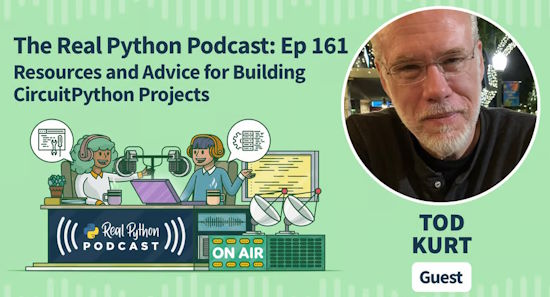 The Real Python Podcast: Ep 161
Resources and Advice for Building
CircuitPython Projects
Real Python
PODCAST
ON AIR
TOD
KURT
Guest